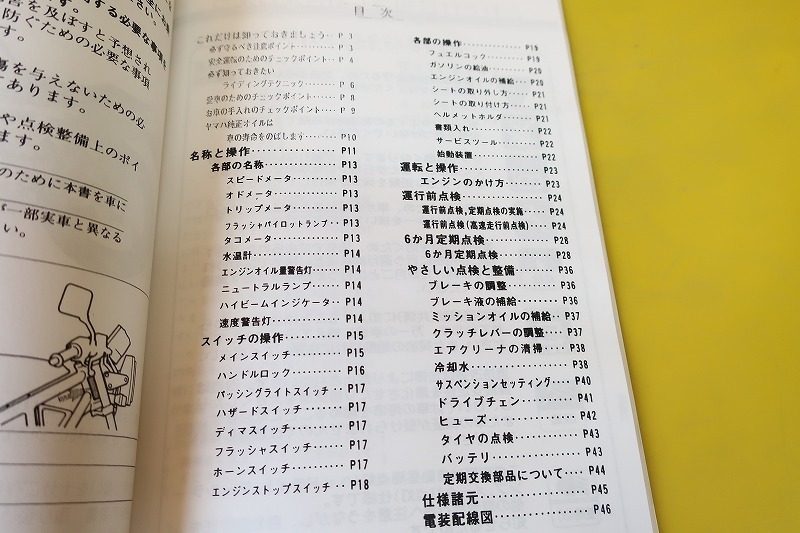 する必要な事項を
害を及ぼすと予想され
防ぐための必要な事項
傷を与えないための必
てあります。
や点検整備上のポイ
ます。
のために本書を車に
が一部実車と異なる
い。
目 次
これだけは知っておきましょう‥ P 3
必ず守るべき注意ポイント‥‥‥ P 3
安全運転のためのチェックポイント‥ P 4
必ず知っておきたい
ライディングテクニック‥ P 6
登車のためのチェックポイント‥‥ P 8
お車の手入れのチェックポイント‥‥ P 9
ヤマハ純正オイルは
車の寿命をのばします‥‥ P10
名称と操作‥‥‥‥‥‥‥‥ P11
各部の名称‥‥‥‥‥‥‥ P13
スピードメータ‥‥‥‥‥ P13
オドメータ‥‥‥‥‥‥‥ P13
トリップメータ‥‥‥‥‥ P13
フラッシャパイロットランプ‥‥ P13
タコメータ‥‥‥‥‥‥‥ P13
水温計‥‥‥‥‥‥‥‥‥ P14
エンジンオイル量警告灯‥‥‥ P14
ニュートラルランプ‥‥‥ P14
ハイビームインジケータ‥‥ P14
速度警告灯‥‥‥‥‥‥‥ P14
スイッチの操作‥‥‥‥‥‥ P15
メインスイッチ‥‥‥‥‥ P15
ハンドルロック‥‥‥‥‥ P16
パッシングライトスイッチ‥‥ P17
ハザードスイッチ‥‥‥‥ P17
ディマスイッチ‥‥‥‥‥ P17
フラッシャスイッチ‥‥‥ P17
ホーンスイッチ‥‥‥‥‥ P17
エンジンストップスイッチ‥‥ P18
各部の操作‥‥‥‥‥‥‥‥ P19
フュエルコック‥‥‥‥‥ P19
ガソリンの給油‥‥‥‥‥ P20
エンジンオイルの補給‥‥ P20
シートの取り外し方‥‥‥ P21
シートの取り付け方‥‥‥ P21
ヘルメットホルダ‥‥‥‥ P21
書類入れ‥‥‥‥‥‥‥‥ P22
サービスツール‥‥‥‥‥ P22
始動装置‥‥‥‥‥‥‥‥ P22
運転と操作‥‥‥‥‥‥‥‥ P23
エンジンのかけ方‥‥‥‥ P23
運行前点検‥‥‥‥‥‥‥‥ P24
運行前点検,定期点検の実施‥‥ P24
運行前点検(高速走行前点検)‥‥ P24
6か月定期点検‥‥‥‥‥‥ P28
6か月定期点検‥‥‥‥‥ P28
やさしい点検と整備‥‥‥‥ P36
ブレーキの調整‥‥‥‥‥ P36
ブレーキ液の補給‥‥‥‥ P36
ミッションオイルの補給‥‥ P37
クラッチレバーの調整‥‥ P37
エアクリーナの清掃‥‥‥ P38
冷却水‥‥‥‥‥‥‥‥‥ P38
サスペンションセッティング‥‥ P40
ドライブチェン‥‥‥‥‥ P41
ヒューズ‥‥‥‥‥‥‥‥ P42
タイヤの点検‥‥‥‥‥‥ P43
バッテリ‥‥‥‥‥‥‥‥ P43
定期交換部品について‥‥ P44
仕様諸元‥‥‥‥‥‥‥‥‥ P45
電装配線図‥‥‥‥‥‥‥‥ P46